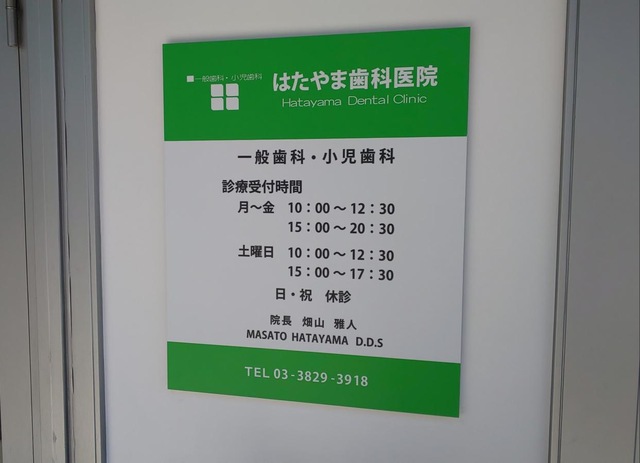 ■一般歯科・小児歯科
はたやま歯科医院
Hatayama Dental Clinic
一般歯科・小児歯科
診療受付時間
月〜金 10：00 〜 12：30
15：00 〜 20：30
土曜日 10：00 〜 12：30
15：00 〜 17：30
日・祝 休診
院長 畑山 雅人
MASATO HATAYAMA D.D.S
TEL 03-3829-3918